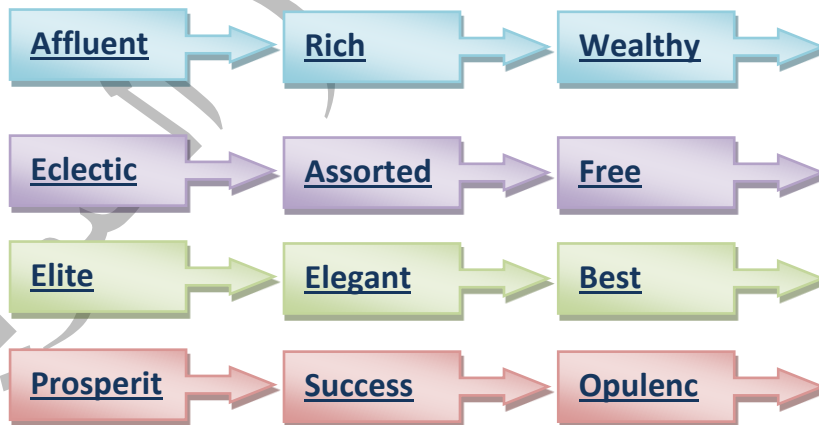 Affluent Rich Wealthy
Eclectic Assorted Free
Elite Elegant Best
Prosperit Success Opulenc